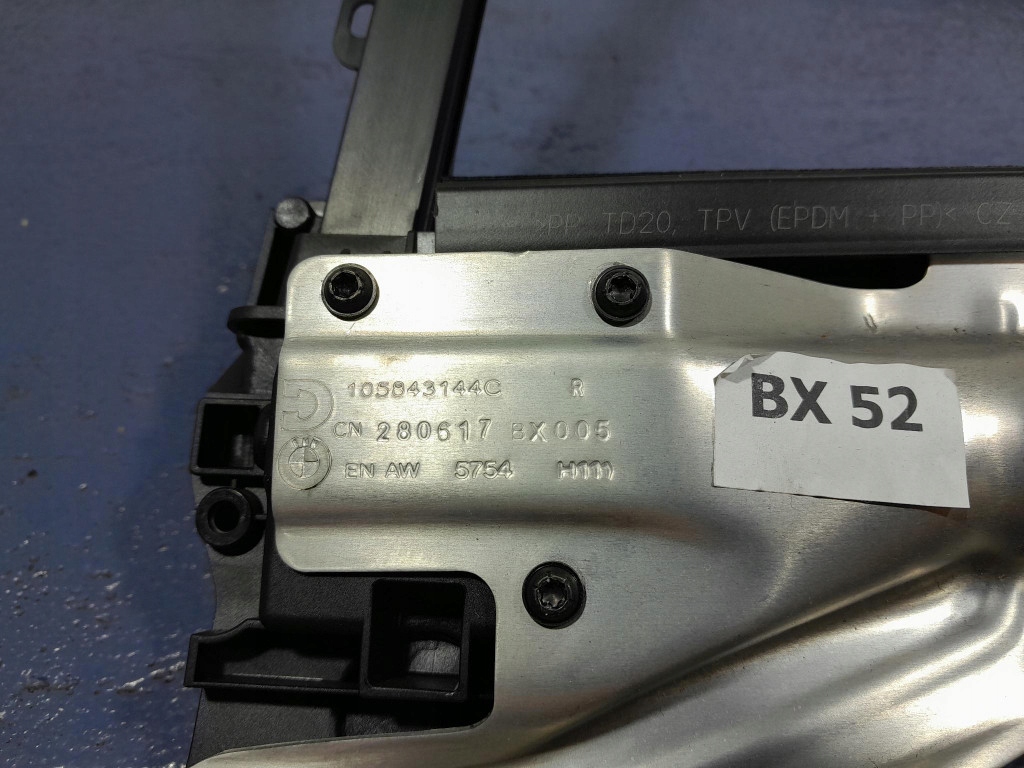 >PP TD20, TPV (EPDM + PP)< CZ
105843144C R
CN 280617 BX005
EN AW 5754 H111
BX 52